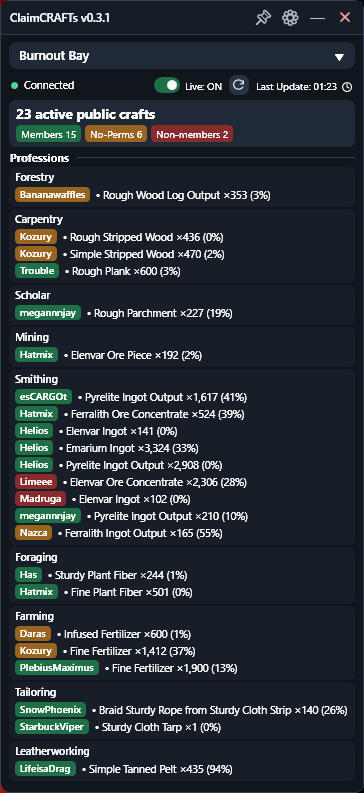 ClaimCRAFTs v0.3.1
Burnout Bay
Connected Live: ON Last Update: 01:23
23 active public crafts
Members 15 No-Perms 6 Non-members 2
Professions
Forestry
Bananawaffles • Rough Wood Log Output ×353 (3%)
Carpentry
Kozury • Rough Stripped Wood ×436 (0%)
Kozury • Simple Stripped Wood ×470 (2%)
Trouble • Rough Plank ×600 (3%)
Scholar
megannnjay • Rough Parchment ×227 (19%)
Mining
Hatmix • Elenvar Ore Piece ×192 (2%)
Smithing
esCARGOt • Pyrelite Ingot Output ×1,617 (41%)
Hatmix • Ferralith Ore Concentrate ×524 (39%)
Helios • Elenvar Ingot ×141 (0%)
Helios • Emarium Ingot ×3,324 (33%)
Helios • Pyrelite Ingot Output ×2,908 (0%)
Limeee • Elenvar Ore Concentrate ×2,306 (28%)
Madruga • Elenvar Ingot ×102 (0%)
megannnjay • Pyrelite Ingot Output ×210 (10%)
Nazca • Ferralith Ingot Output ×165 (55%)
Foraging
Has • Sturdy Plant Fiber ×244 (1%)
Hatmix • Fine Plant Fiber ×501 (0%)
Farming
Daras • Infused Fertilizer ×600 (1%)
Kozury • Fine Fertilizer ×1,412 (37%)
PlebiusMaximus • Fine Fertilizer ×1,900 (13%)
Tailoring
SnowPhoenix • Braid Sturdy Rope from Sturdy Cloth Strip ×140 (26%)
StarbuckViper • Sturdy Cloth Tarp ×1 (0%)
Leatherworking
LifeisaDrag • Simple Tanned Pelt ×435 (94%)